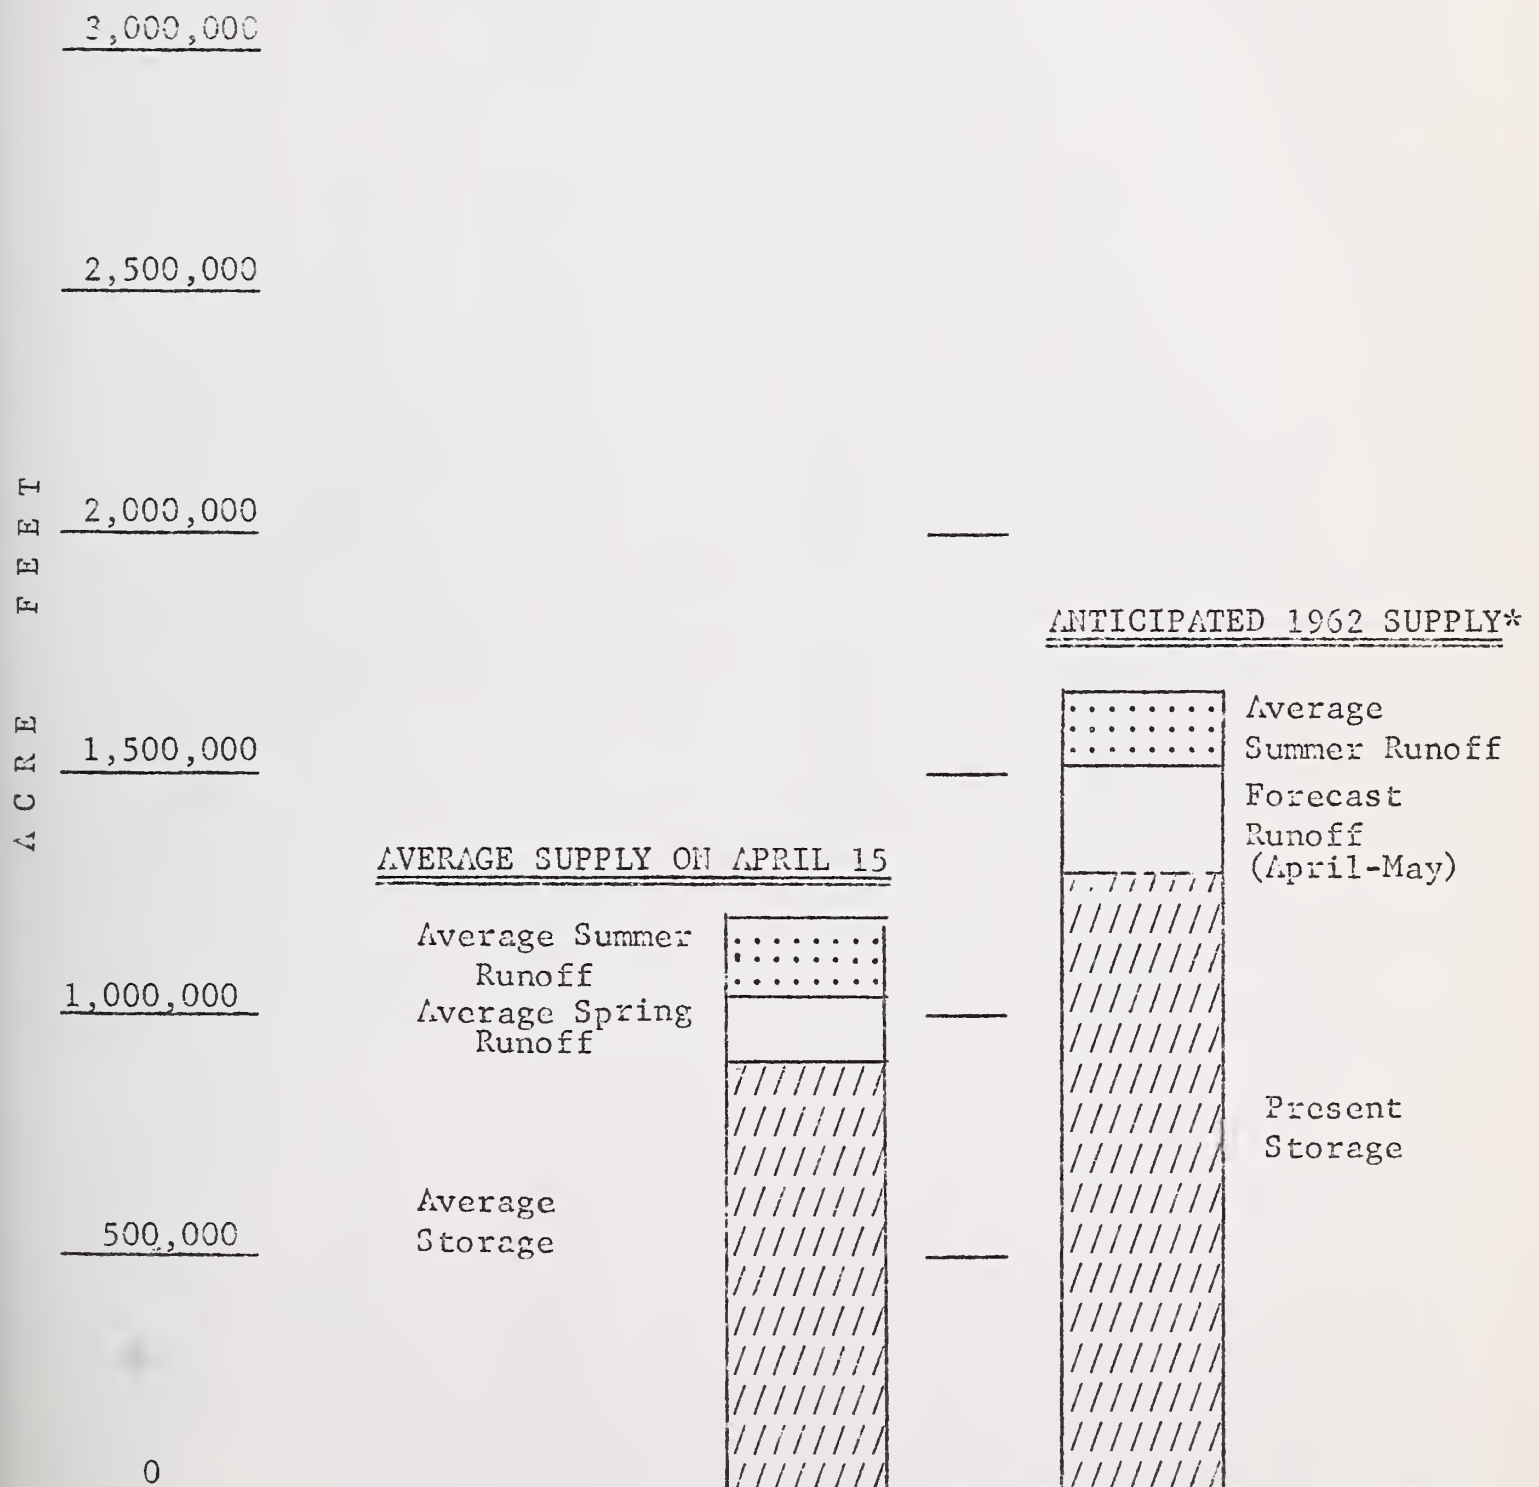 3,000,000
2,500,000
2,000,000
1,500,000
1,000,000
500,000
0
ACRE FEET
AVERAGE SUPPLY ON APRIL 15
Average Summer
Runoff
Average Spring
Runoff
Average
Storage
ANTICIPATED 1962 SUPPLY*
Average
Summer Runoff
Forecast
Runoff
(April-May)
Present
Storage